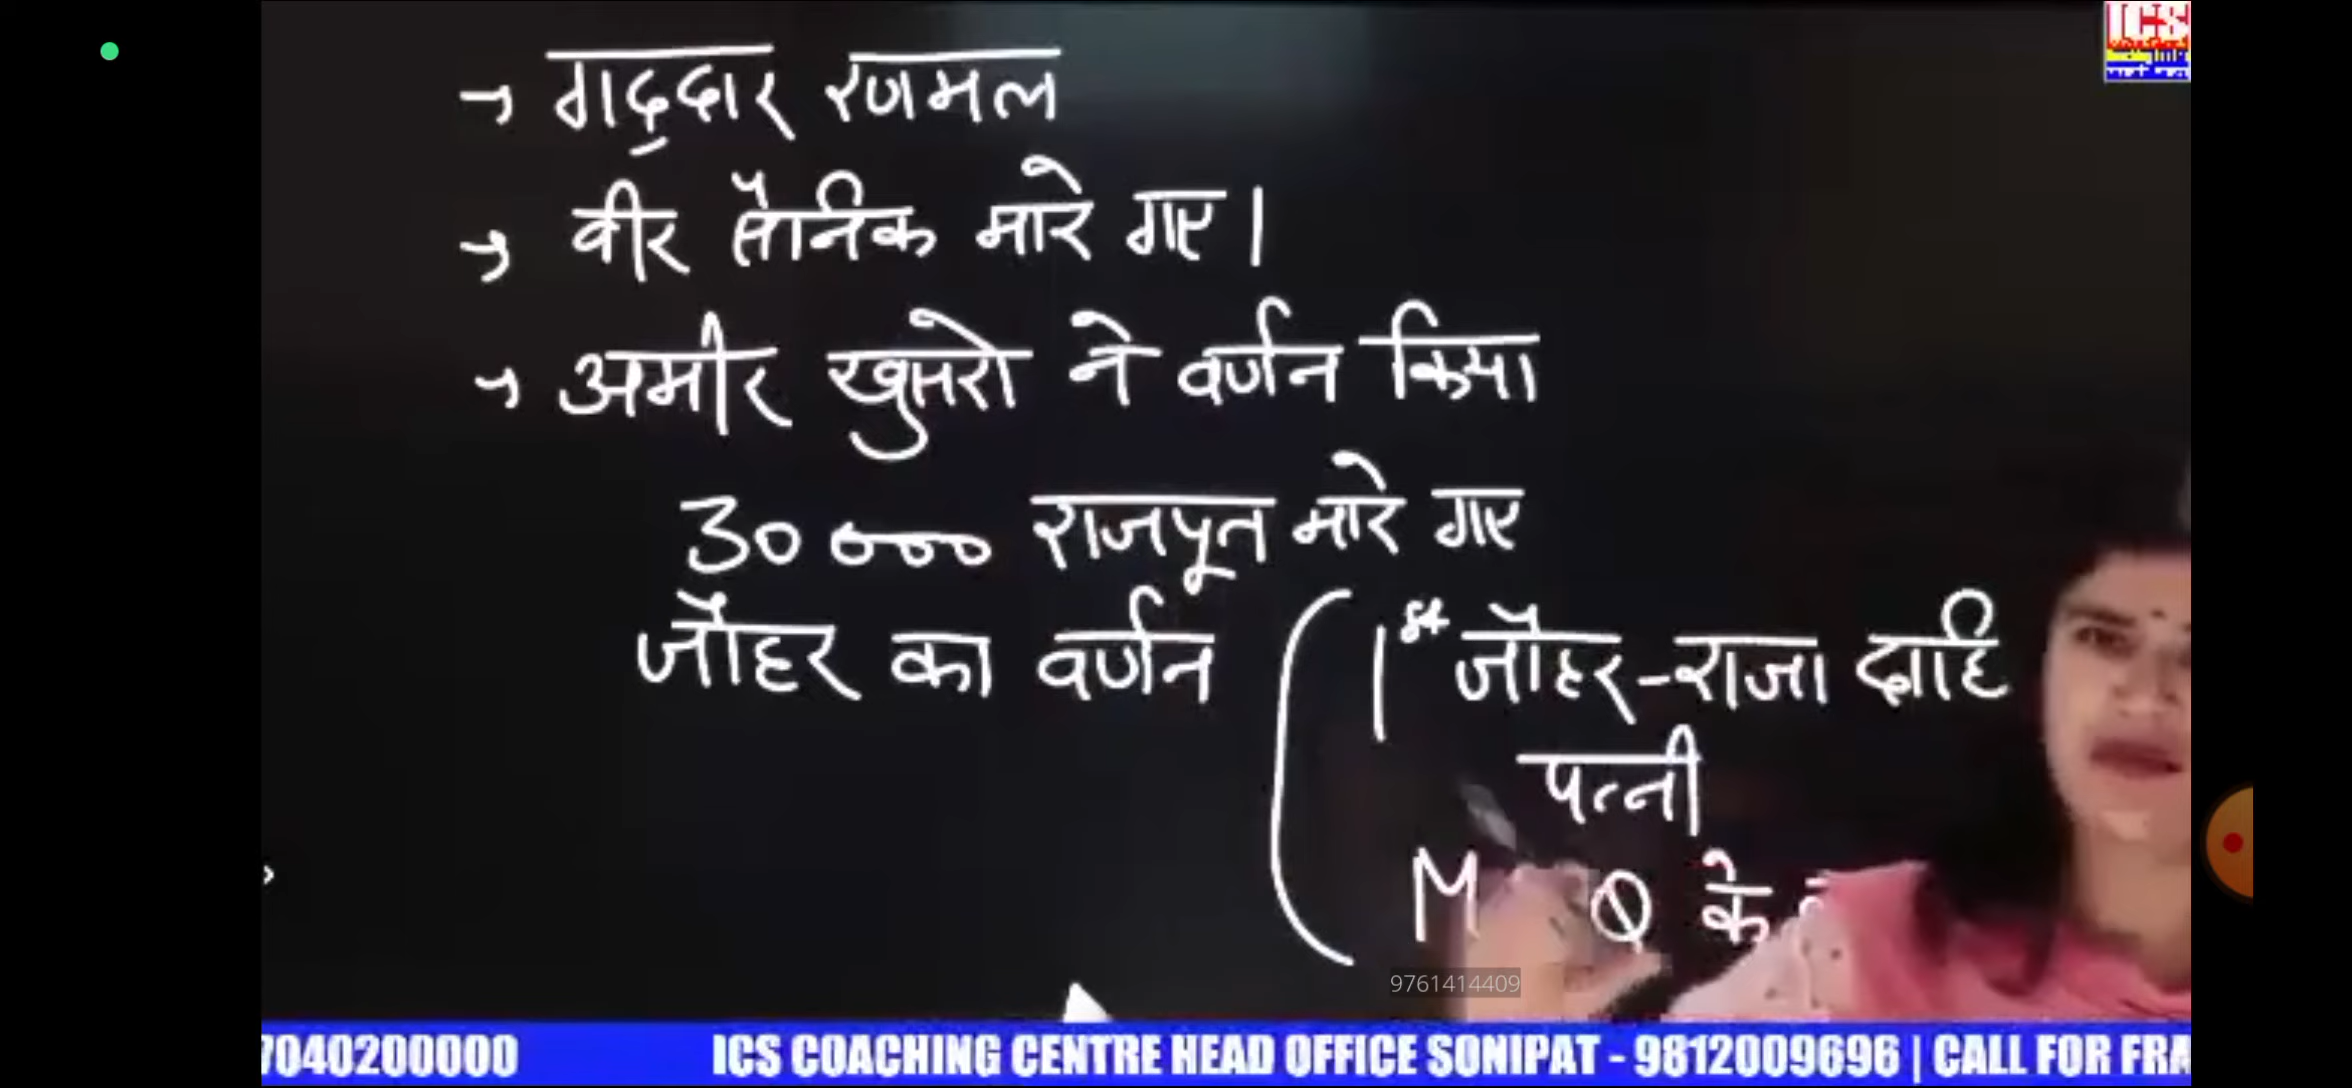 ICS
→ गद्दार रणमल
→ वीर सैनिक मारे गए।
→ अमीर खुसरो ने वर्णन किया
30000 राजपूत मारे गए
जौहर का वर्णन ( 1st जौहर - राजा दाहि
पत्नी
M Q के
9761414409
7040200000 ICS COACHING CENTRE HEAD OFFICE SONIPAT - 9812009696 | CALL FOR FRA